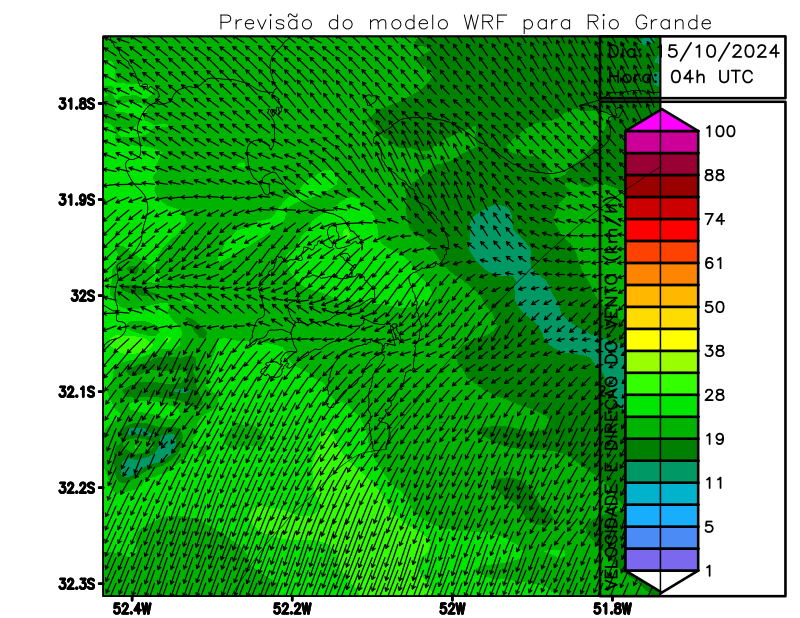 Previsão do modelo WRF para Rio Grande
Dia: 15/10/2024
Hora: 04h UTC
31.8S
31.9S
32S
32.1S
32.2S
32.3S
52.4W
52.2W
52W
51.8W
VELOCIDADE E DIREÇÃO DO VENTO (km/h)
100
88
74
61
50
38
28
19
11
5
1